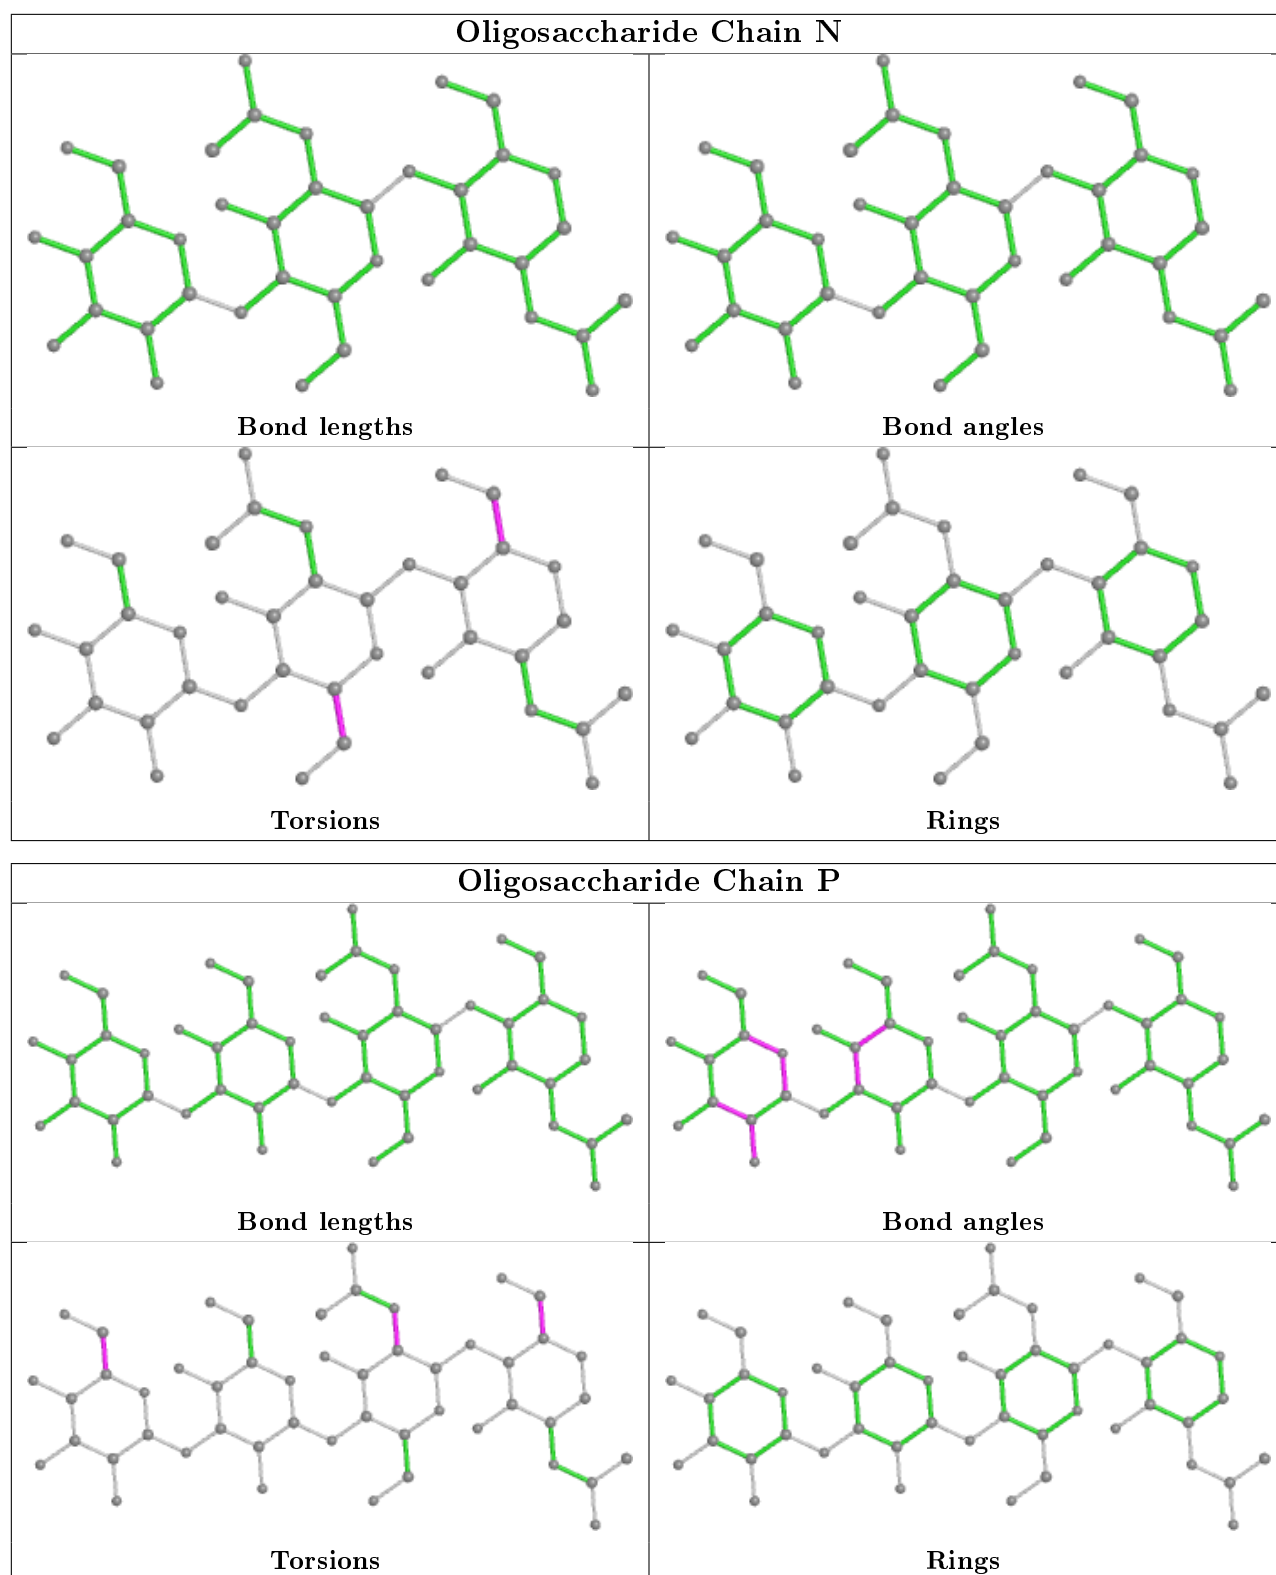 Oligosaccharide Chain N
Bond lengths
Bond angles
Torsions
Rings
Oligosaccharide Chain P
Bond lengths
Bond angles
Torsions
Rings